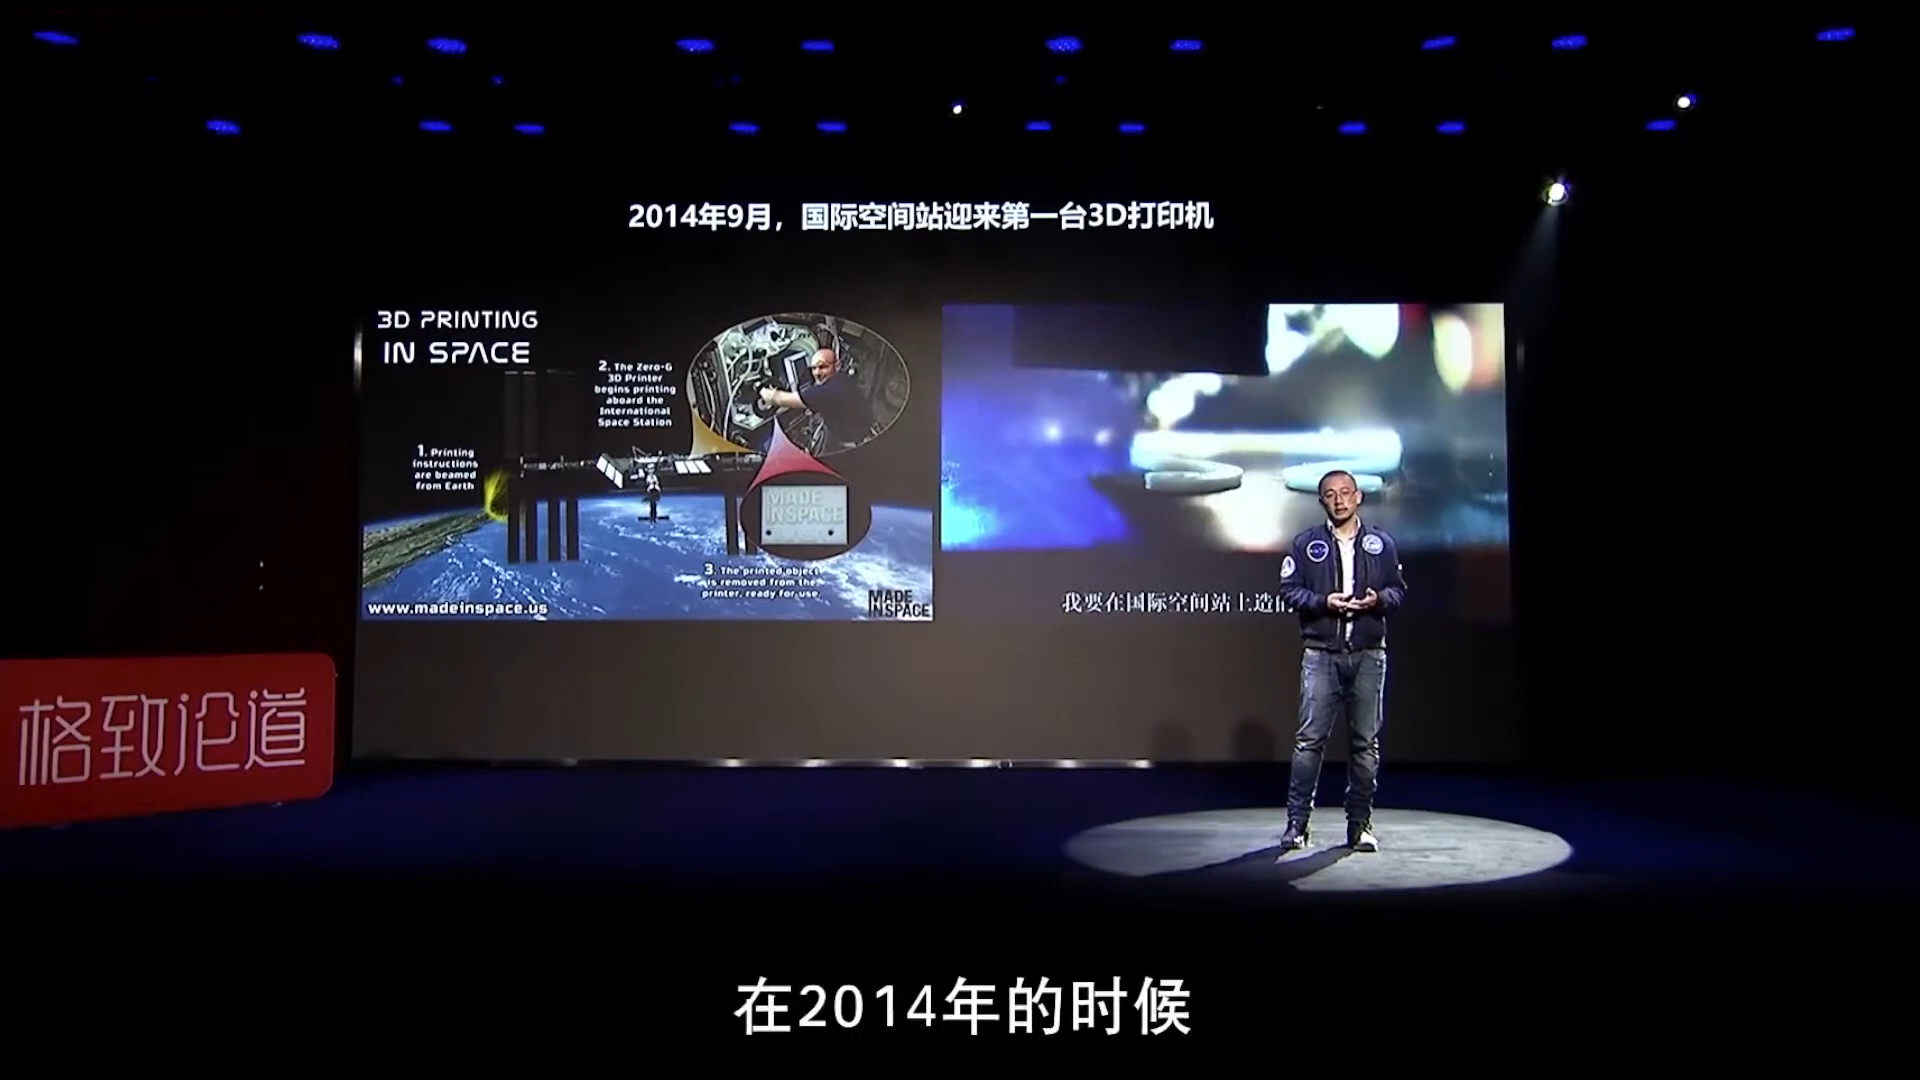 2014年9月，国际空间站迎来第一台3D打印机
3D PRINTING
IN SPACE
2. The Zero-G
3D Printer
begins printing
aboard the
International
Space Station
1. Printing
instructions
are beamed
from Earth
MADE
INSPACE
3. The printed object
is removed from the
printer, ready for use.
www.madeinspace.us
MADE
INSPACE
我要在国际空间站上造的
格致论道
在2014年的时候